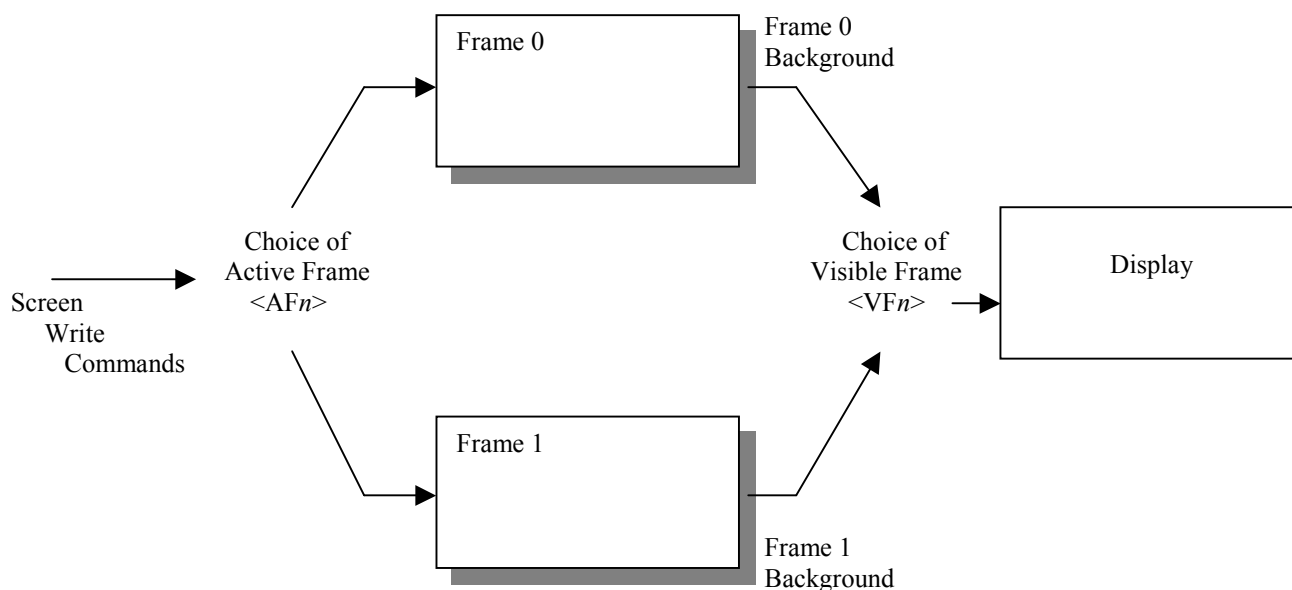 Frame 0
Frame 0
Background
Choice of
Active Frame
<AFn>
Screen
Write
Commands
Choice of
Visible Frame
<VFn>
Display
Frame 1
Frame 1
Background